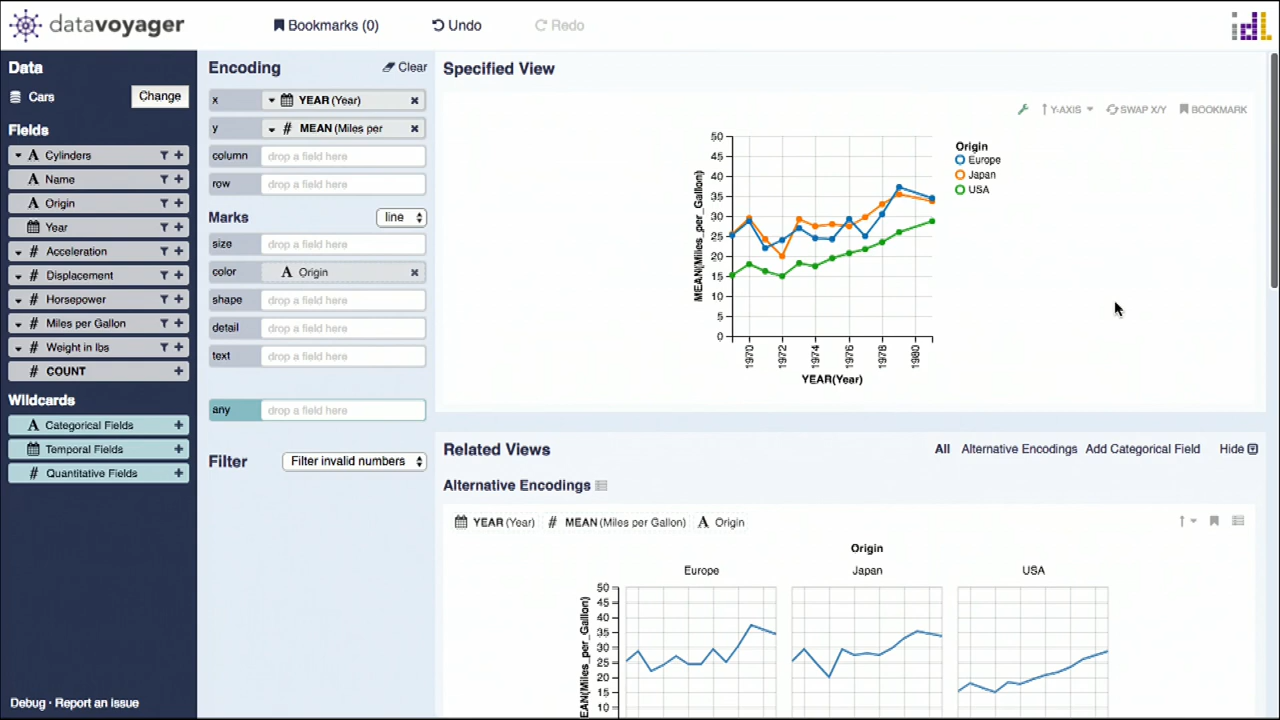 datavoyager
Bookmarks (0)
Undo
Redo
idl
Data
Cars
Change
Fields
A Cylinders
A Name
A Origin
Year
# Acceleration
# Displacement
# Horsepower
# Miles per Gallon
# Weight in lbs
# COUNT
Wildcards
A Categorical Fields
Temporal Fields
# Quantitative Fields
Debug · Report an issue
Encoding
Clear
x YEAR (Year)
y # MEAN (Miles per
column drop a field here
row drop a field here
Marks
line
size drop a field here
color A Origin
shape drop a field here
detail drop a field here
text drop a field here
any drop a field here
Filter
Filter invalid numbers
Specified View
Y-AXIS
SWAP X/Y
BOOKMARK
MEAN(Miles_per_Gallon)
50
45
40
35
30
25
20
15
10
5
0
1970
1972
1974
1976
1978
1980
YEAR(Year)
Origin
Europe
Japan
USA
Related Views
All
Alternative Encodings
Add Categorical Field
Hide
Alternative Encodings
YEAR (Year) # MEAN (Miles per Gallon) A Origin
Origin
Europe
Japan
USA
EAN(Miles_per_Gallon)
50
45
40
35
30
25
20
15
10